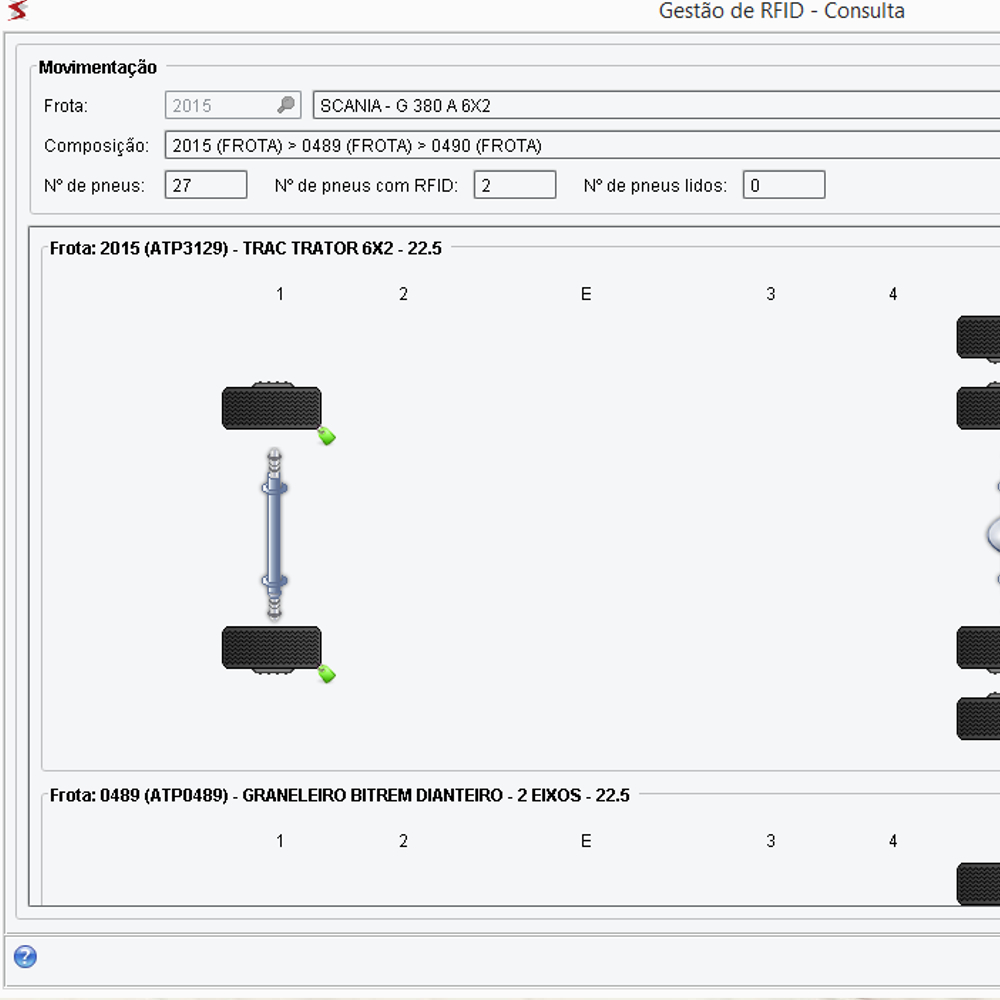 Gestão de RFID - Consulta
Movimentação
Frota: 2015 SCANIA - G 380 A 6X2
Composição: 2015 (FROTA) > 0489 (FROTA) > 0490 (FROTA)
Nº de pneus: 27 Nº de pneus com RFID: 2 Nº de pneus lidos: 0
Frota: 2015 (ATP3129) - TRAC TRATOR 6X2 - 22.5
1 2 E 3 4
Frota: 0489 (ATP0489) - GRANELEIRO BITREM DIANTEIRO - 2 EIXOS - 22.5
1 2 E 3 4
?